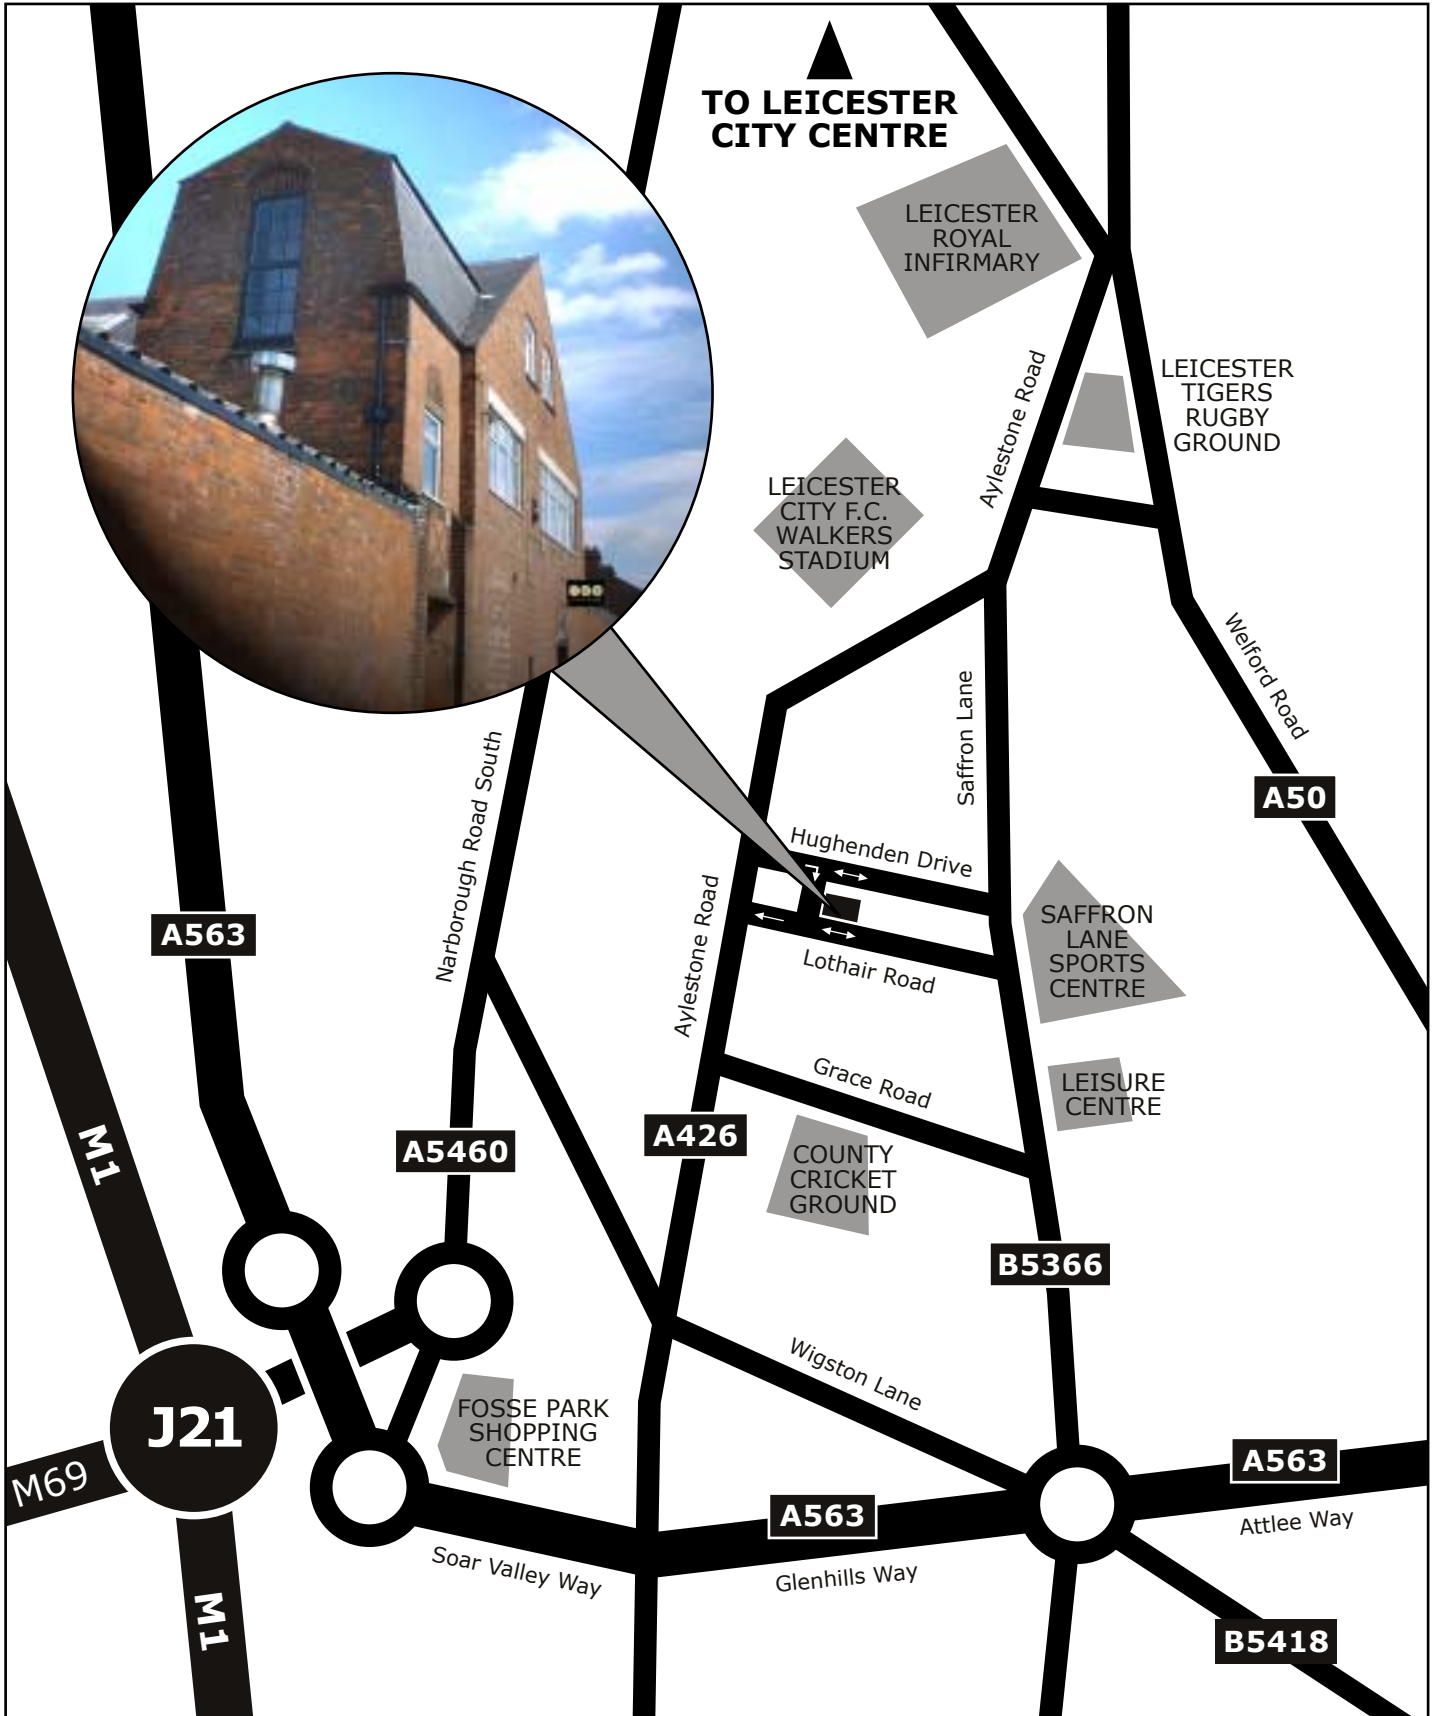 TO LEICESTER
CITY CENTRE
LEICESTER
ROYAL
INFIRMARY
Aylestone Road
LEICESTER
TIGERS
RUGBY
GROUND
LEICESTER
CITY F.C.
WALKERS
STADIUM
Welford Road
Saffron Lane
A50
Narborough Road South
Hughenden Drive
Aylestone Road
A563
SAFFRON
LANE
SPORTS
CENTRE
Lothair Road
Grace Road
LEISURE
CENTRE
M1
A426
A5460
COUNTY
CRICKET
GROUND
B5366
Wigston Lane
FOSSE PARK
SHOPPING
CENTRE
J21
M69
A563
A563
Attlee Way
Soar Valley Way
Glenhills Way
M1
B5418